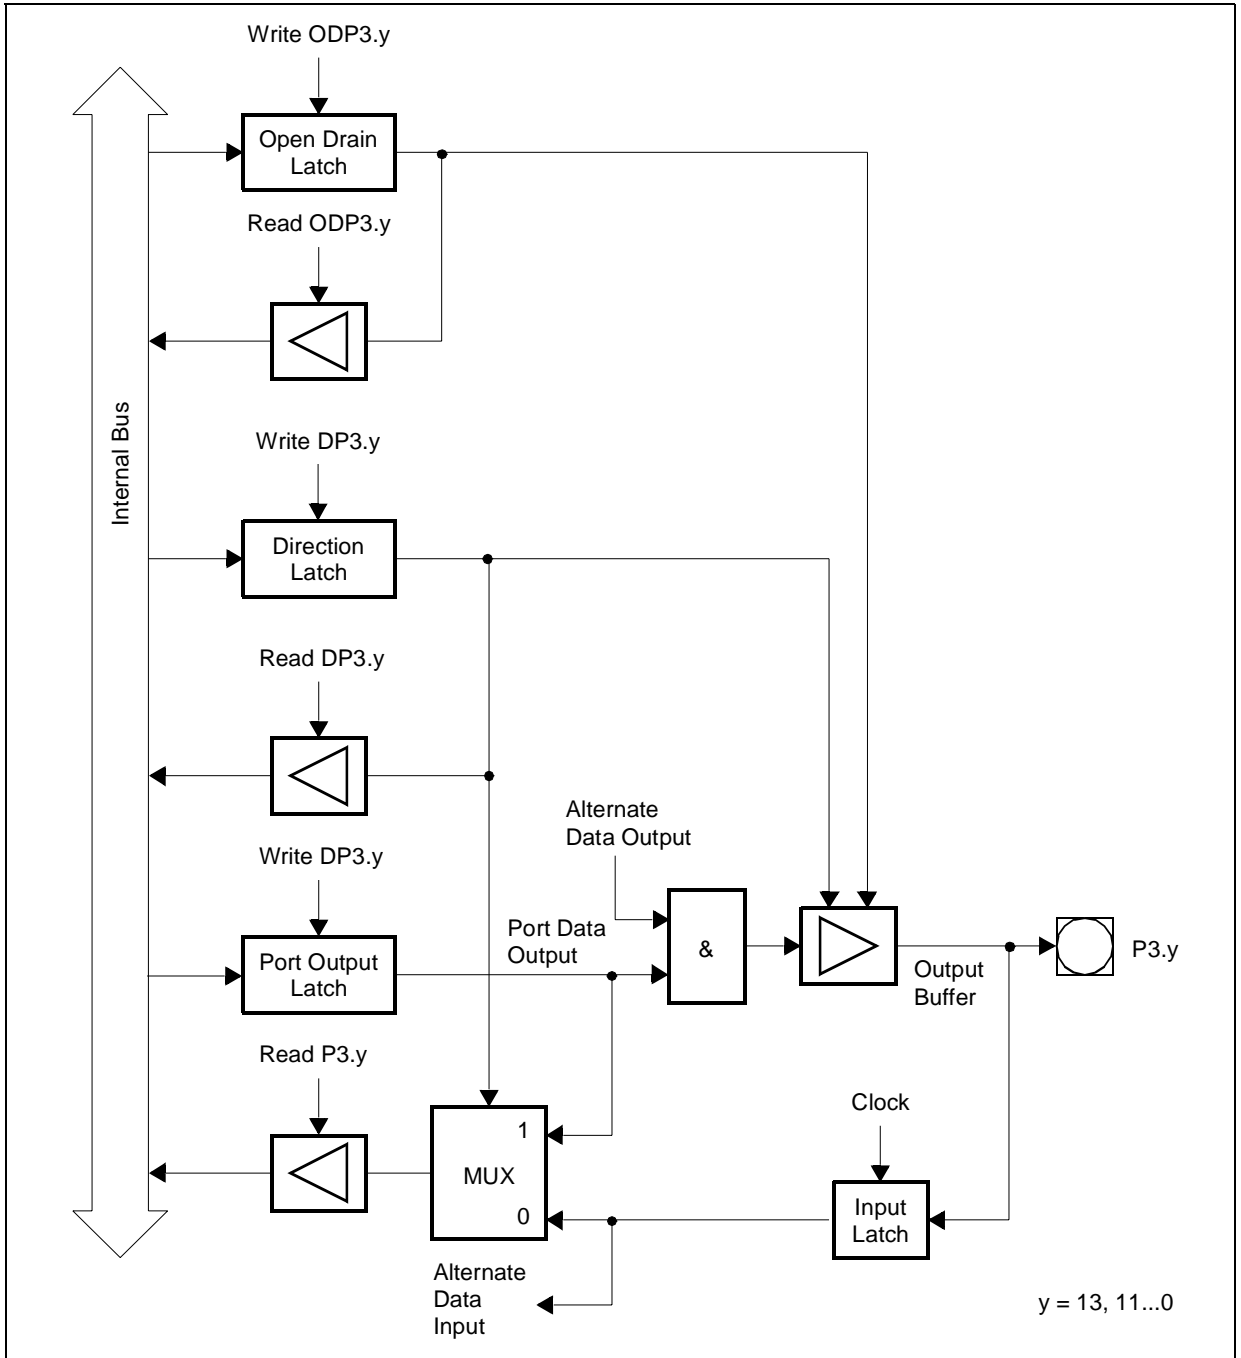 Write ODP3.y
Open Drain
Latch
Read ODP3.y
Internal Bus
Write DP3.y
Direction
Latch
Read DP3.y
Alternate
Data Output
Write DP3.y
Port Data
Output
&
Port Output
Latch
P3.y
Output
Buffer
Read P3.y
Clock
1
MUX
0
Input
Latch
Alternate
Data
Input
y = 13, 11...0